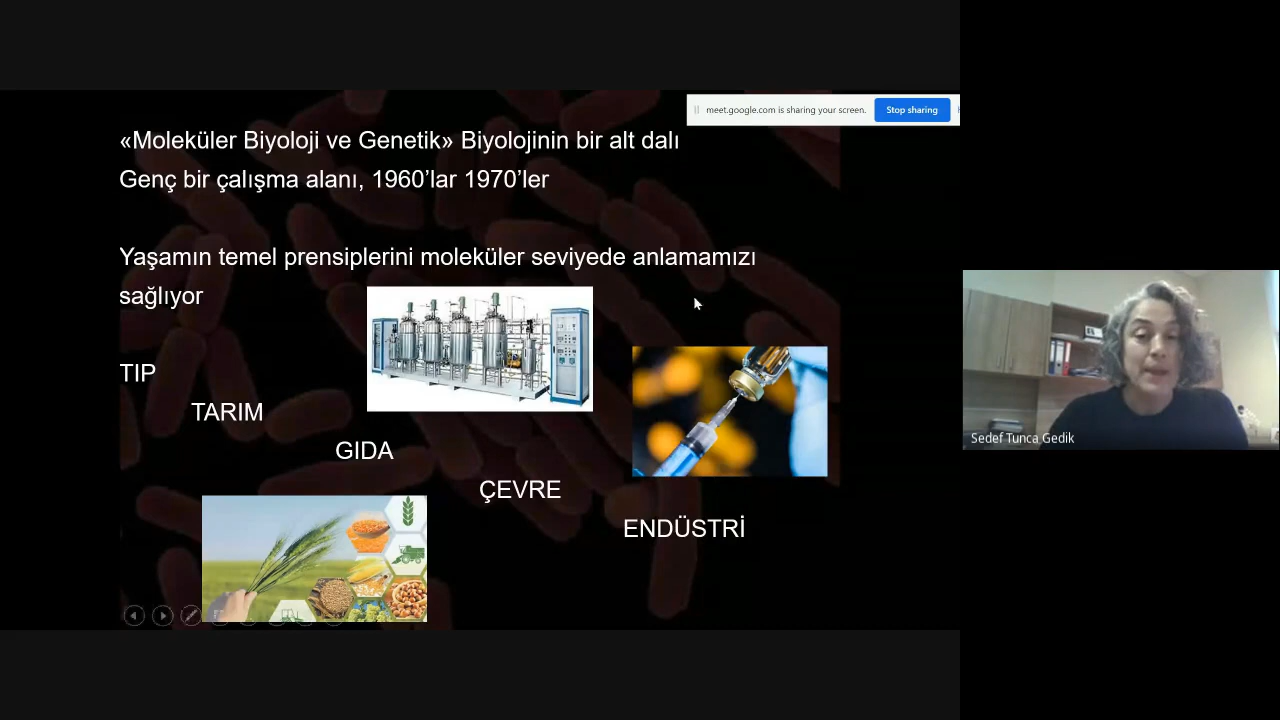 meet.google.com is sharing your screen.
Stop sharing
«Moleküler Biyoloji ve Genetik» Biyolojinin bir alt dalı
Genç bir çalışma alanı, 1960’lar 1970’ler
Yaşamın temel prensiplerini moleküler seviyede anlamamızı
sağlıyor
TIP
TARIM
GIDA
ÇEVRE
ENDÜSTRİ
Sedef Tunca Gedik